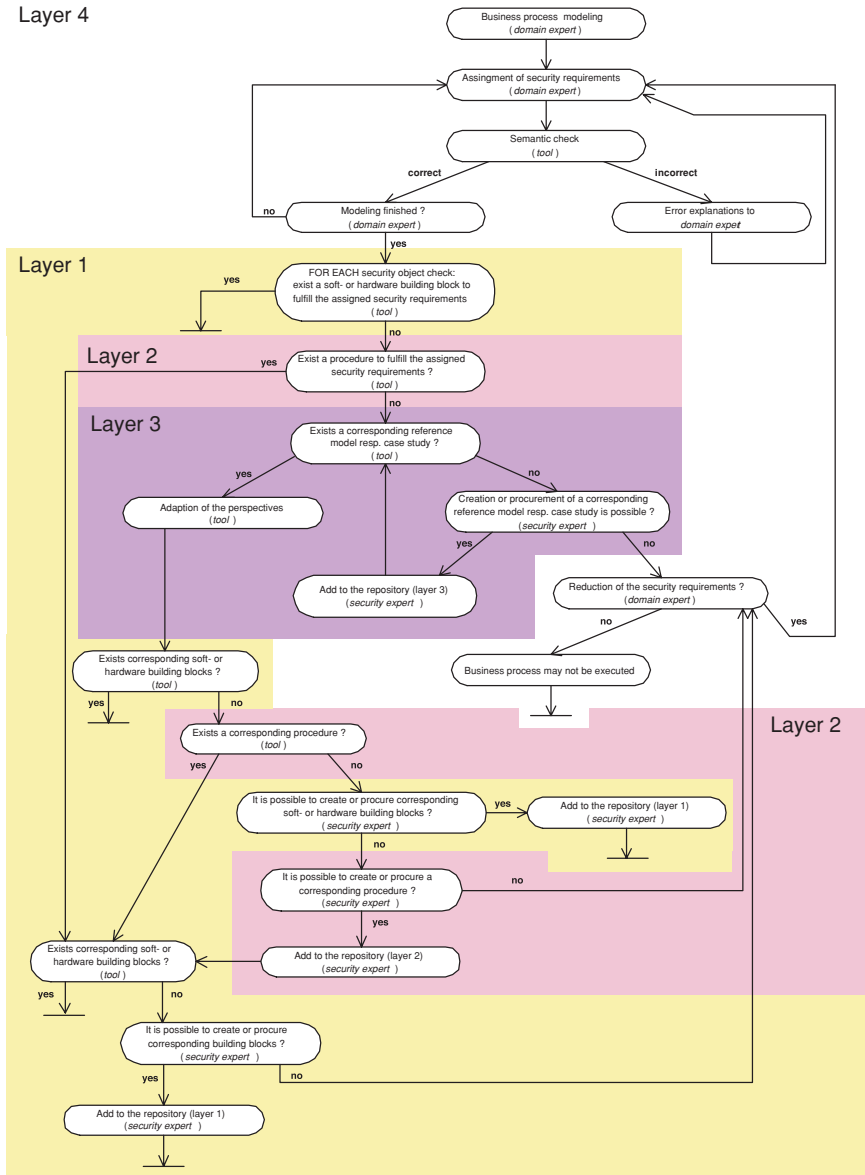 Layer 4
Business process modeling
( domain expert )
Assingment of security requirements
( domain expert )
Semantic check
( tool )
correct
incorrect
no
Modeling finished ?
( domain expert )
Error explanations to
( domain expet )
yes
Layer 1
FOR EACH security object check:
exist a soft- or hardware building block to
fulfill the assigned security requirements
( tool )
yes
no
Layer 2
yes
Exist a procedure to fulfill the assigned
security requirements ?
( tool )
no
Layer 3
Exists a corresponding reference
model resp. case study ?
( tool )
yes
no
Adaption of the perspectives
( tool )
Creation or procurement of a corresponding
reference model resp. case study is possible ?
( security expert )
yes
no
Add to the repository (layer 3)
( security expert )
Reduction of the security requirements ?
( domain expert )
no
yes
Exists corresponding soft- or
hardware building blocks ?
( tool )
Business process may not be executed
yes
no
Layer 2
Exists a corresponding procedure ?
( tool )
yes
no
It is possible to create or procure corresponding
soft- or hardware building blocks ?
( security expert )
yes
Add to the repository (layer 1)
( security expert )
no
It is possible to create or procure a
corresponding procedure ?
( security expert )
no
yes
Exists corresponding soft- or
hardware building blocks ?
( tool )
Add to the repository (layer 2)
( security expert )
yes
no
It is possible to create or procure
corresponding building blocks ?
( security expert )
yes
no
Add to the repository (layer 1)
( security expert )